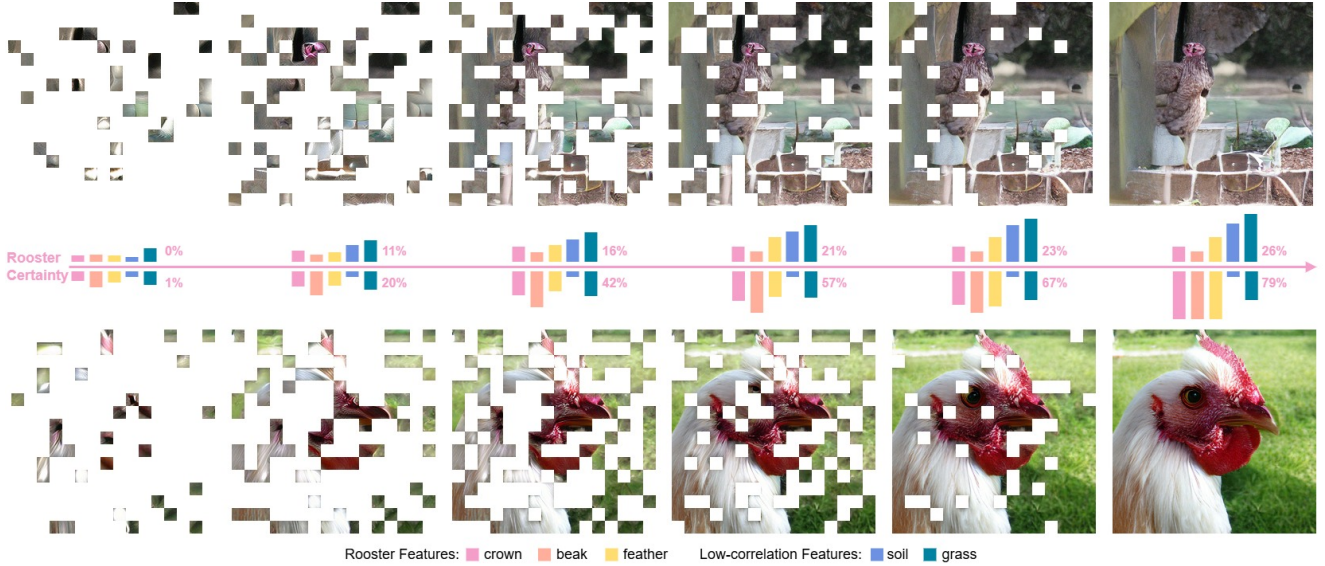 Rooster
Certainty
0% 11% 16% 21% 23% 26%
1% 20% 42% 57% 67% 79%
Rooster Features: crown beak feather Low-correlation Features: soil grass